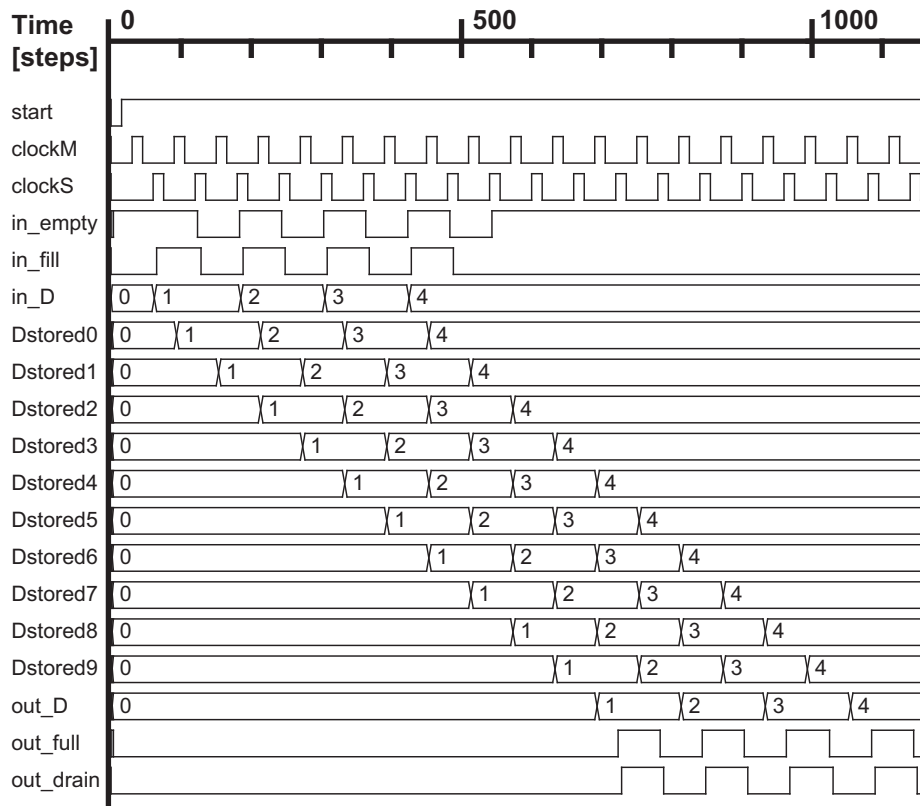 Time 0 500 1000
[steps]
start
clockM
clockS
in_empty
in_fill
in_D 0 1 2 3 4
Dstored0 0 1 2 3 4
Dstored1 0 1 2 3 4
Dstored2 0 1 2 3 4
Dstored3 0 1 2 3 4
Dstored4 0 1 2 3 4
Dstored5 0 1 2 3 4
Dstored6 0 1 2 3 4
Dstored7 0 1 2 3 4
Dstored8 0 1 2 3 4
Dstored9 0 1 2 3 4
out_D 0 1 2 3 4
out_full
out_drain